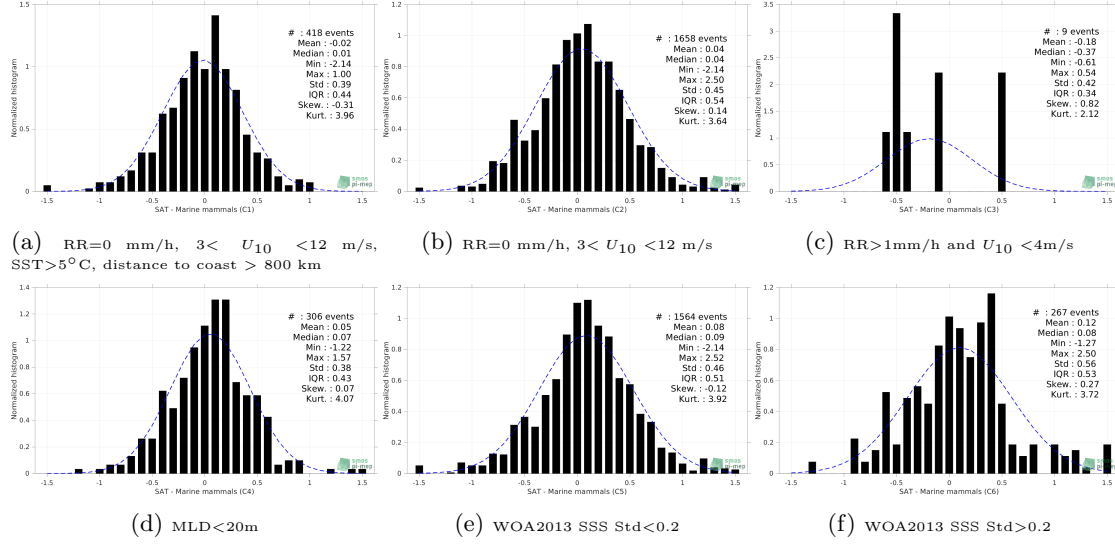 1.5
1
0.5
0
-1.5 -1 -0.5 0 0.5 1 1.5
Normalized histogram
SAT - Marine mammals (C1)
# : 418 events
Mean : -0.02
Median : 0.01
Min : -2.14
Max : 1.00
Std : 0.39
IQR : 0.44
Skew. : -0.31
Kurt. : 3.96
smos
pi-mep
1.2
1
0.8
0.6
0.4
0.2
0
-1.5 -1 -0.5 0 0.5 1 1.5
Normalized histogram
SAT - Marine mammals (C2)
# : 1658 events
Mean : 0.04
Median : 0.04
Min : -2.14
Max : 2.50
Std : 0.45
IQR : 0.54
Skew. : 0.14
Kurt. : 3.64
smos
pi-mep
3.5
3
2.5
2
1.5
1
0.5
0
-1.5 -1 -0.5 0 0.5 1 1.5
Normalized histogram
SAT - Marine mammals (C3)
# : 9 events
Mean : -0.18
Median : -0.37
Min : -0.61
Max : 0.54
Std : 0.42
IQR : 0.34
Skew. : 0.82
Kurt. : 2.12
smos
pi-mep
(a) RR=0 mm/h, 3< U10 <12 m/s,
SST>5°C, distance to coast > 800 km
(b) RR=0 mm/h, 3< U10 <12 m/s
(c) RR>1mm/h and U10 <4m/s
1.4
1.2
1
0.8
0.6
0.4
0.2
0
-1.5 -1 -0.5 0 0.5 1 1.5
Normalized histogram
SAT - Marine mammals (C4)
# : 306 events
Mean : 0.05
Median : 0.07
Min : -1.22
Max : 1.57
Std : 0.38
IQR : 0.43
Skew. : 0.07
Kurt. : 4.07
smos
pi-mep
1.2
1
0.8
0.6
0.4
0.2
0
-1.5 -1 -0.5 0 0.5 1 1.5
Normalized histogram
SAT - Marine mammals (C5)
# : 1564 events
Mean : 0.08
Median : 0.09
Min : -2.14
Max : 2.52
Std : 0.46
IQR : 0.51
Skew. : -0.12
Kurt. : 3.92
smos
pi-mep
1.2
1
0.8
0.6
0.4
0.2
0
-1.5 -1 -0.5 0 0.5 1 1.5
Normalized histogram
SAT - Marine mammals (C6)
# : 267 events
Mean : 0.12
Median : 0.08
Min : -1.27
Max : 2.50
Std : 0.56
IQR : 0.53
Skew. : 0.27
Kurt. : 3.72
smos
pi-mep
(d) MLD<20m
(e) WOA2013 SSS Std<0.2
(f) WOA2013 SSS Std>0.2